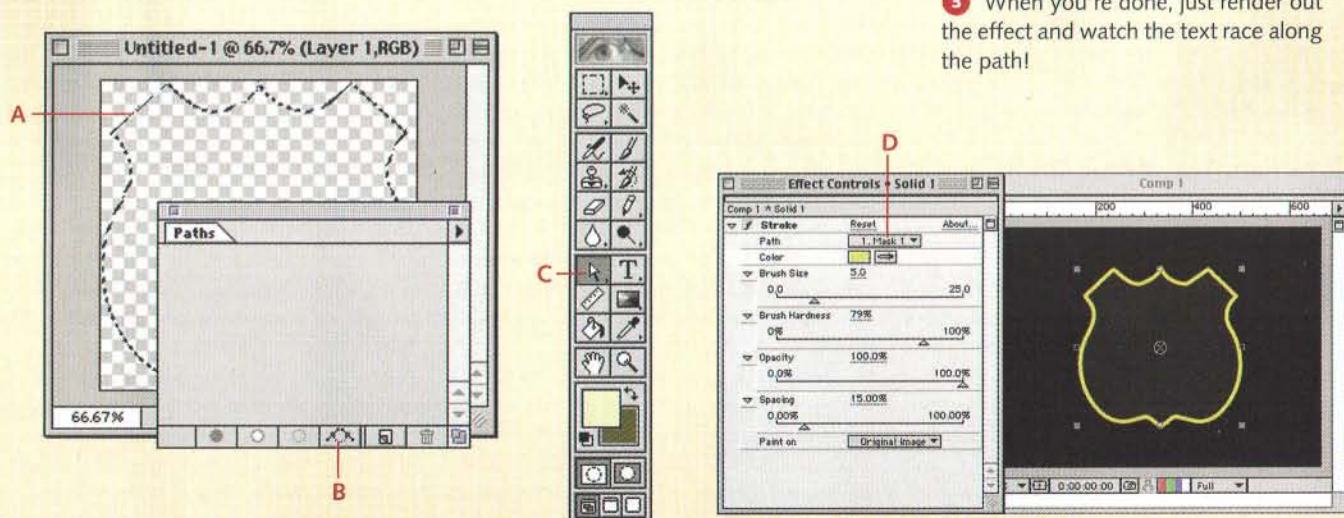 3 When you're done, just render out
the effect and watch the text race along
the path!
Untitled-1 @ 66.7% (Layer 1,RGB)
A
Paths
66.67%
B
C
T
D
Effect Controls • Solid 1
Comp 1 * Solid 1
Stroke Reset About...
Path 1. Mask 1
Color
Brush Size 5.0
0.0 25.0
Brush Hardness 79%
0% 100%
Opacity 100.0%
0.0% 100.0%
Spacing 15.00%
0.00% 100.00%
Paint on Original Image
Comp 1
200 400 600
0:00:00:00 Full